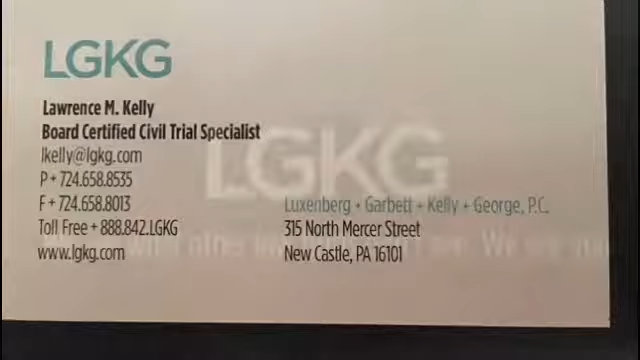 LGKG
Lawrence M. Kelly
Board Certified Civil Trial Specialist
lkelly@lgkg.com
P + 724.658.8535
F + 724.658.8013
Toll Free + 888.842.LGKG
www.lgkg.com
LGKG
Luxenberg + Garbett + Kelly + George, P.C.
315 North Mercer Street
New Castle, PA 16101
We